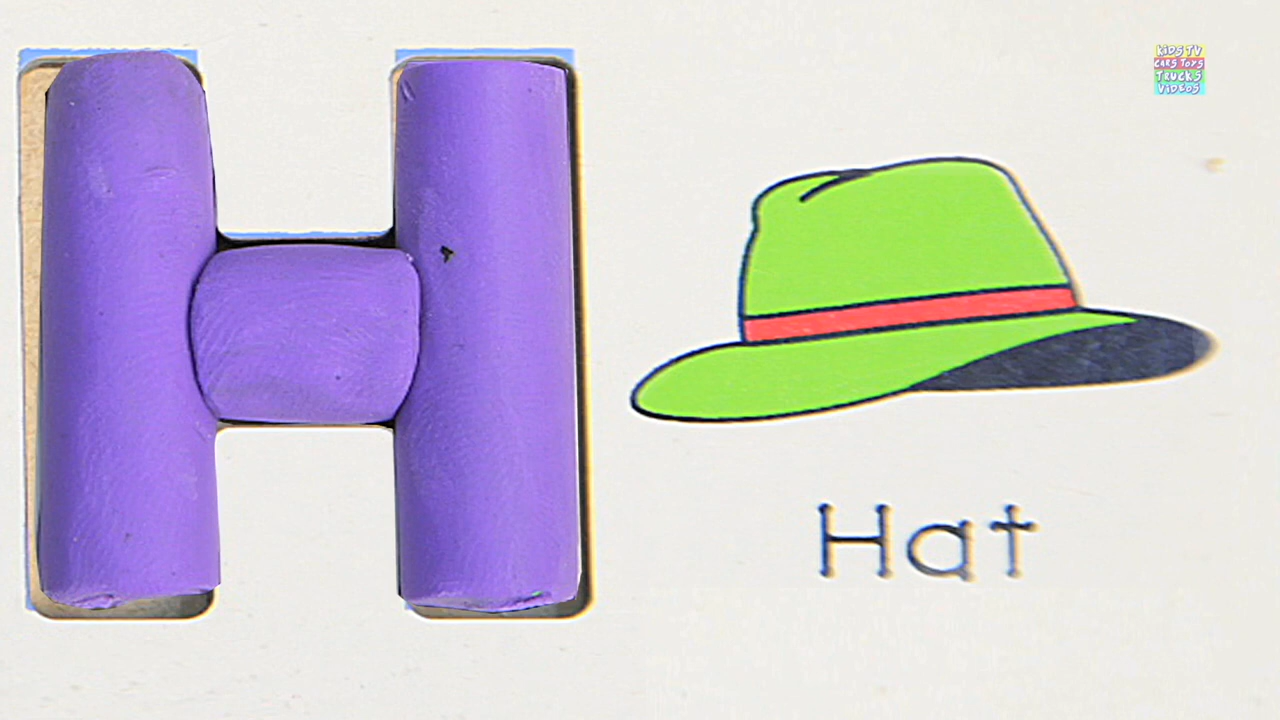 H
Hat
KIDS TV
CARS TOYS
TRUCKS
VIDEOS